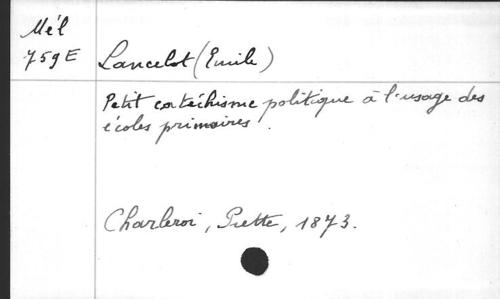 Mél
759E
Lancelot (Emile)
Petit catéchisme politique à l'usage des
écoles primaires.
Charleroi, Piette, 1873.